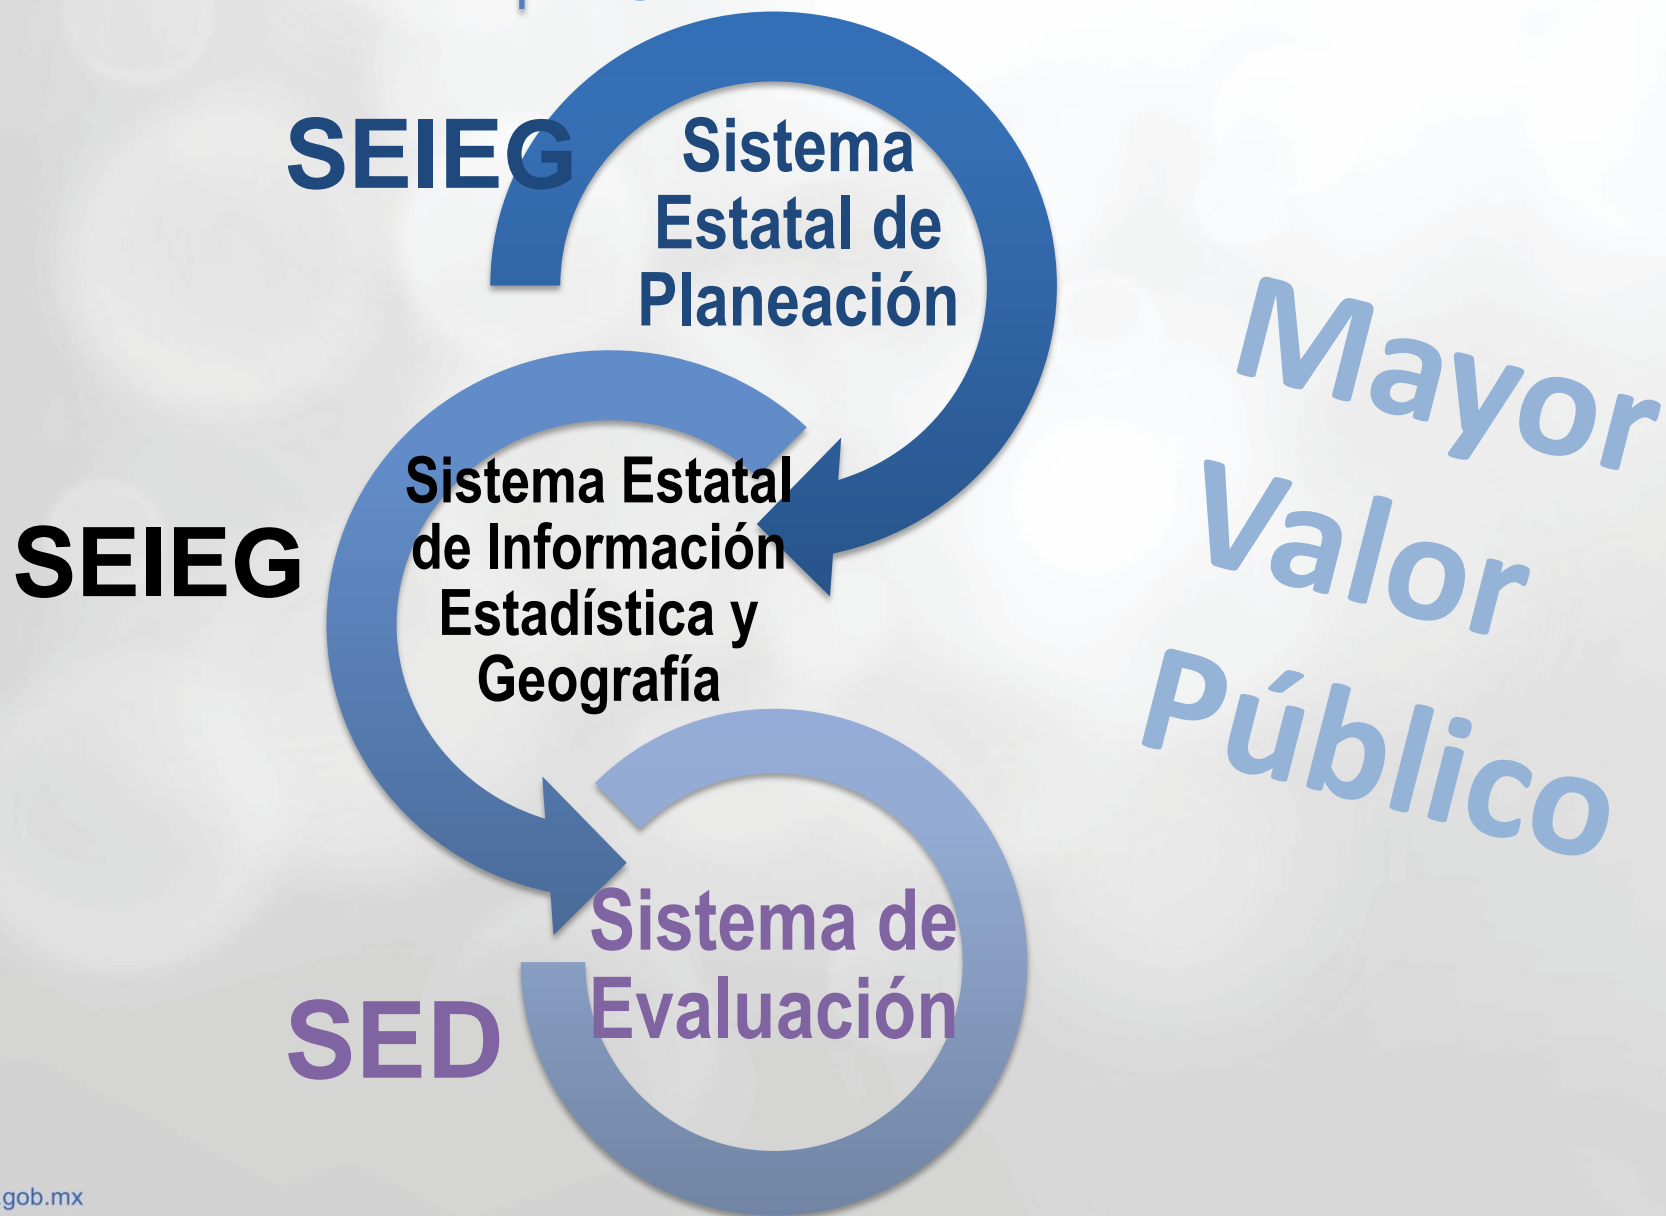 SEIEG
Sistema
Estatal de
Planeación
SEIEG
Sistema Estatal
de Información
Estadística y
Geografía
SED
Sistema de
Evaluación
Mayor
Valor
Público
.gob.mx